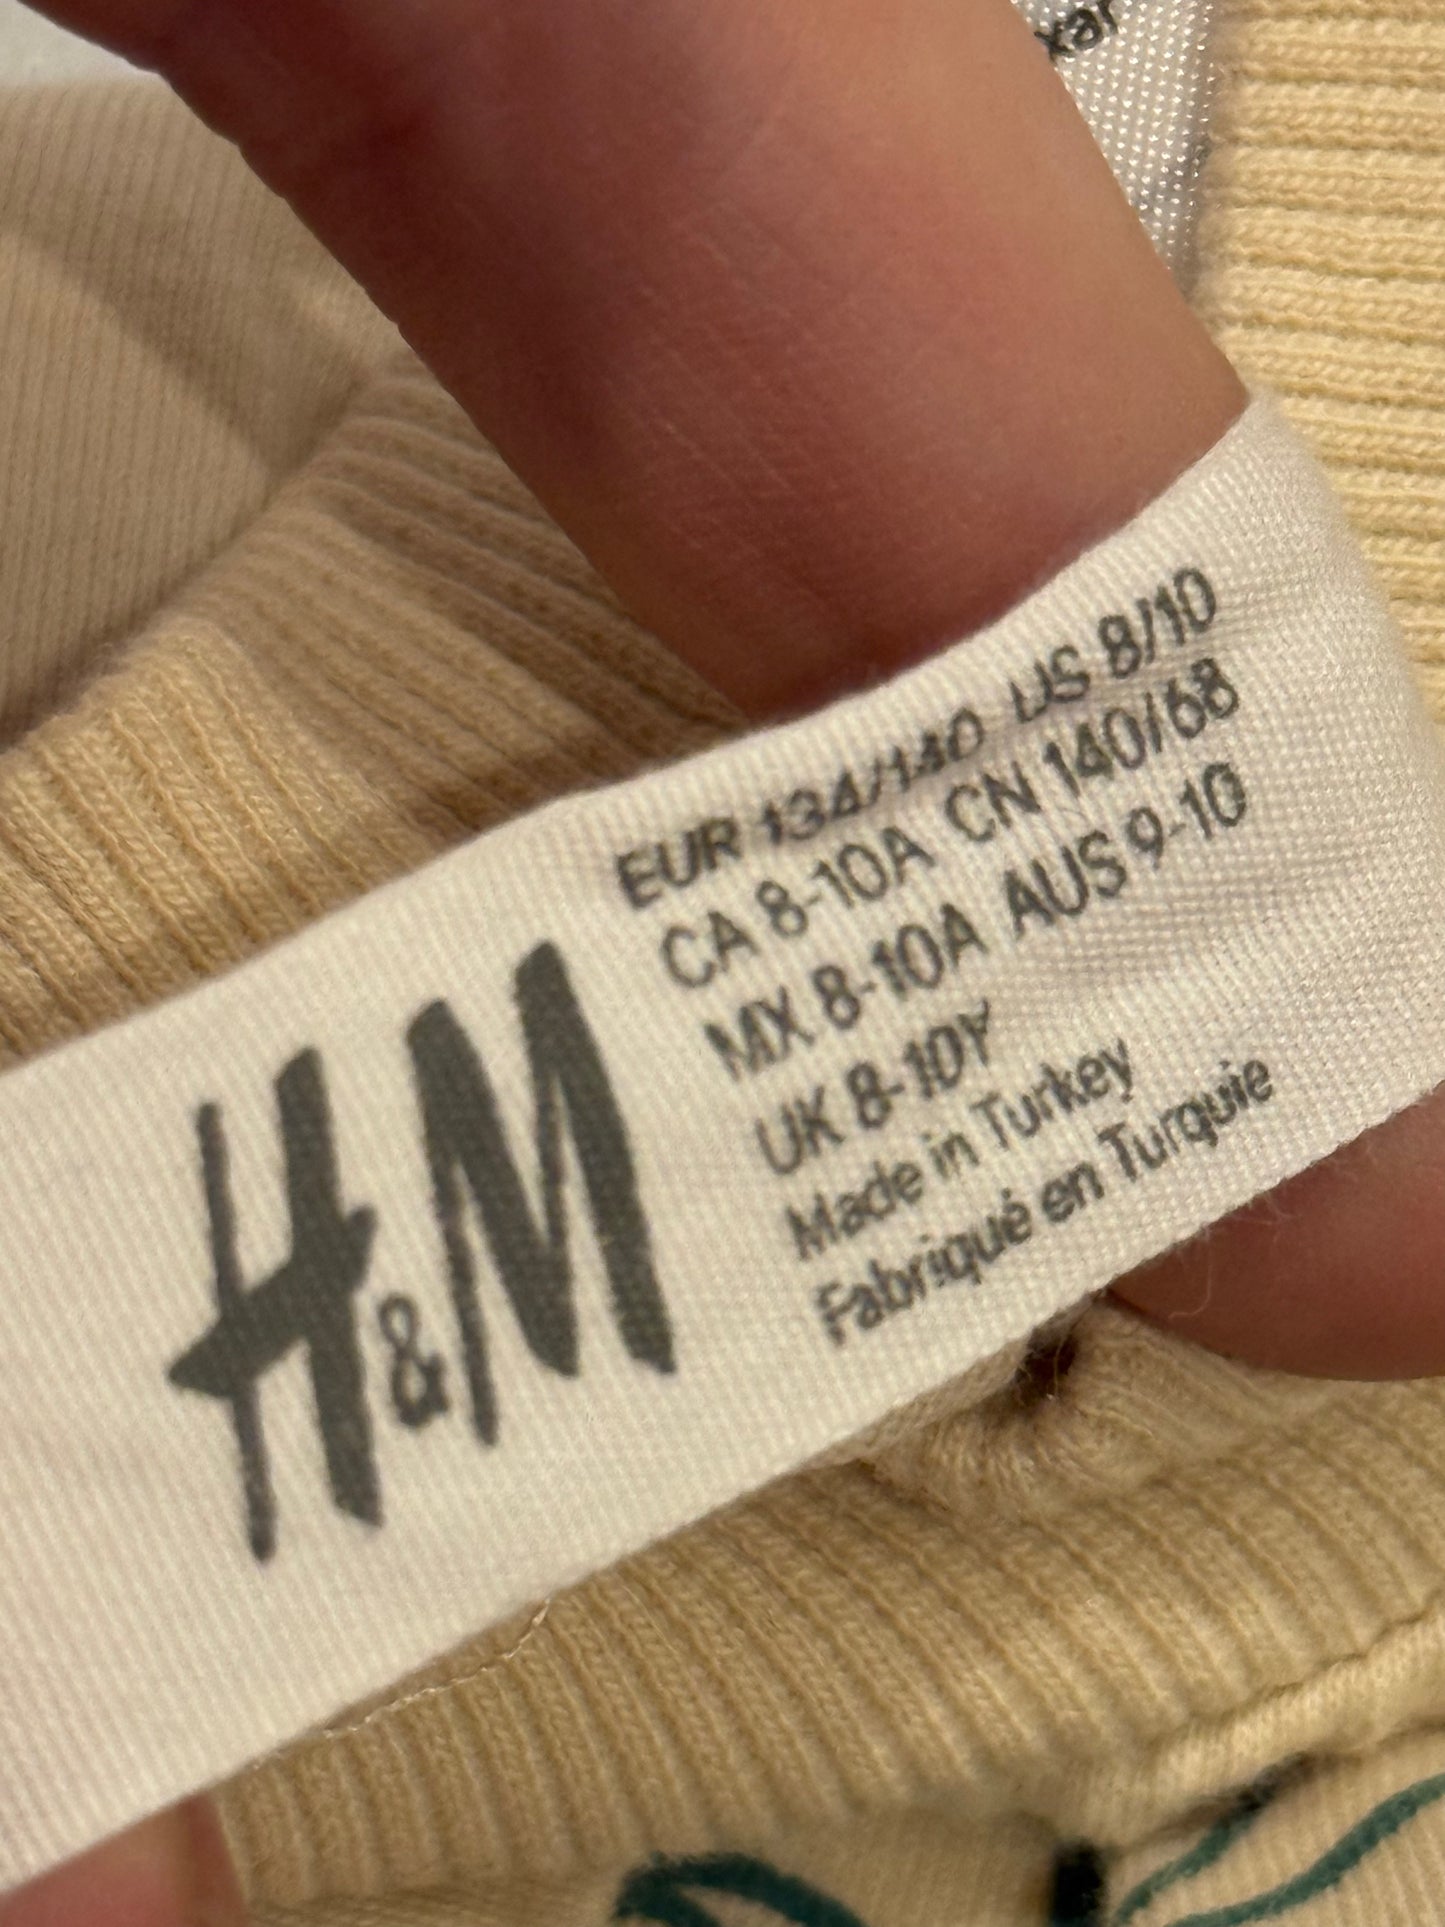 xar
H&M
EUR 134/140 US 8/10
CA 8-10A CN 140/68
MX 8-10A AUS 9-10
UK 8-10Y
Made in Turkey
Fabriqué en Turquie